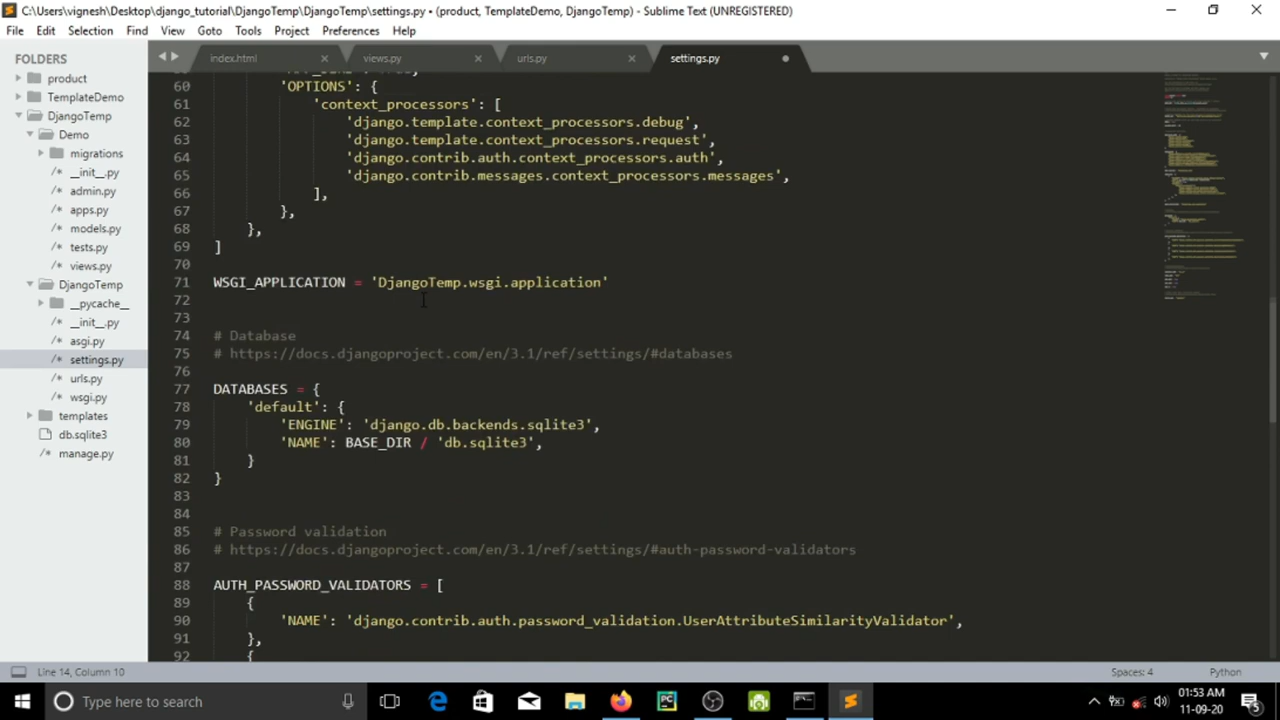 C:\Users\vignesh\Desktop\django_tutorial\DjangoTemp\DjangoTemp\settings.py • (product, TemplateDemo, DjangoTemp) - Sublime Text (UNREGISTERED)
File Edit Selection Find View Goto Tools Project Preferences Help
FOLDERS
product
TemplateDemo
DjangoTemp
Demo
migrations
/* __init__.py
/* admin.py
/* apps.py
/* models.py
/* tests.py
/* views.py
DjangoTemp
__pycache__
/* __init__.py
/* asgi.py
/* settings.py
/* urls.py
/* wsgi.py
templates
db.sqlite3
/* manage.py
index.html views.py urls.py settings.py
60 'OPTIONS': {
61 'context_processors': [
62 'django.template.context_processors.debug',
63 'django.template.context_processors.request',
64 'django.contrib.auth.context_processors.auth',
65 'django.contrib.messages.context_processors.messages',
66 ],
67 },
68 },
69 ]
70
71 WSGI_APPLICATION = 'DjangoTemp.wsgi.application'
72
73
74 # Database
75 # https://docs.djangoproject.com/en/3.1/ref/settings/#databases
76
77 DATABASES = {
78 'default': {
79 'ENGINE': 'django.db.backends.sqlite3',
80 'NAME': BASE_DIR / 'db.sqlite3',
81 }
82 }
83
84
85 # Password validation
86 # https://docs.djangoproject.com/en/3.1/ref/settings/#auth-password-validators
87
88 AUTH_PASSWORD_VALIDATORS = [
89 {
90 'NAME': 'django.contrib.auth.password_validation.UserAttributeSimilarityValidator',
91 },
92 {
Line 14, Column 10 Spaces: 4 Python
Type here to search
01:53 AM
11-09-20
5